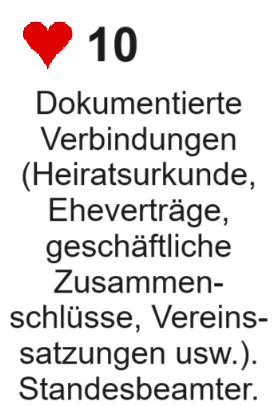 10
Dokumentierte
Verbindungen
(Heiratsurkunde,
Eheverträge,
geschäftliche
Zusammen-
schlüsse, Vereins-
satzungen usw.).
Standesbeamter.